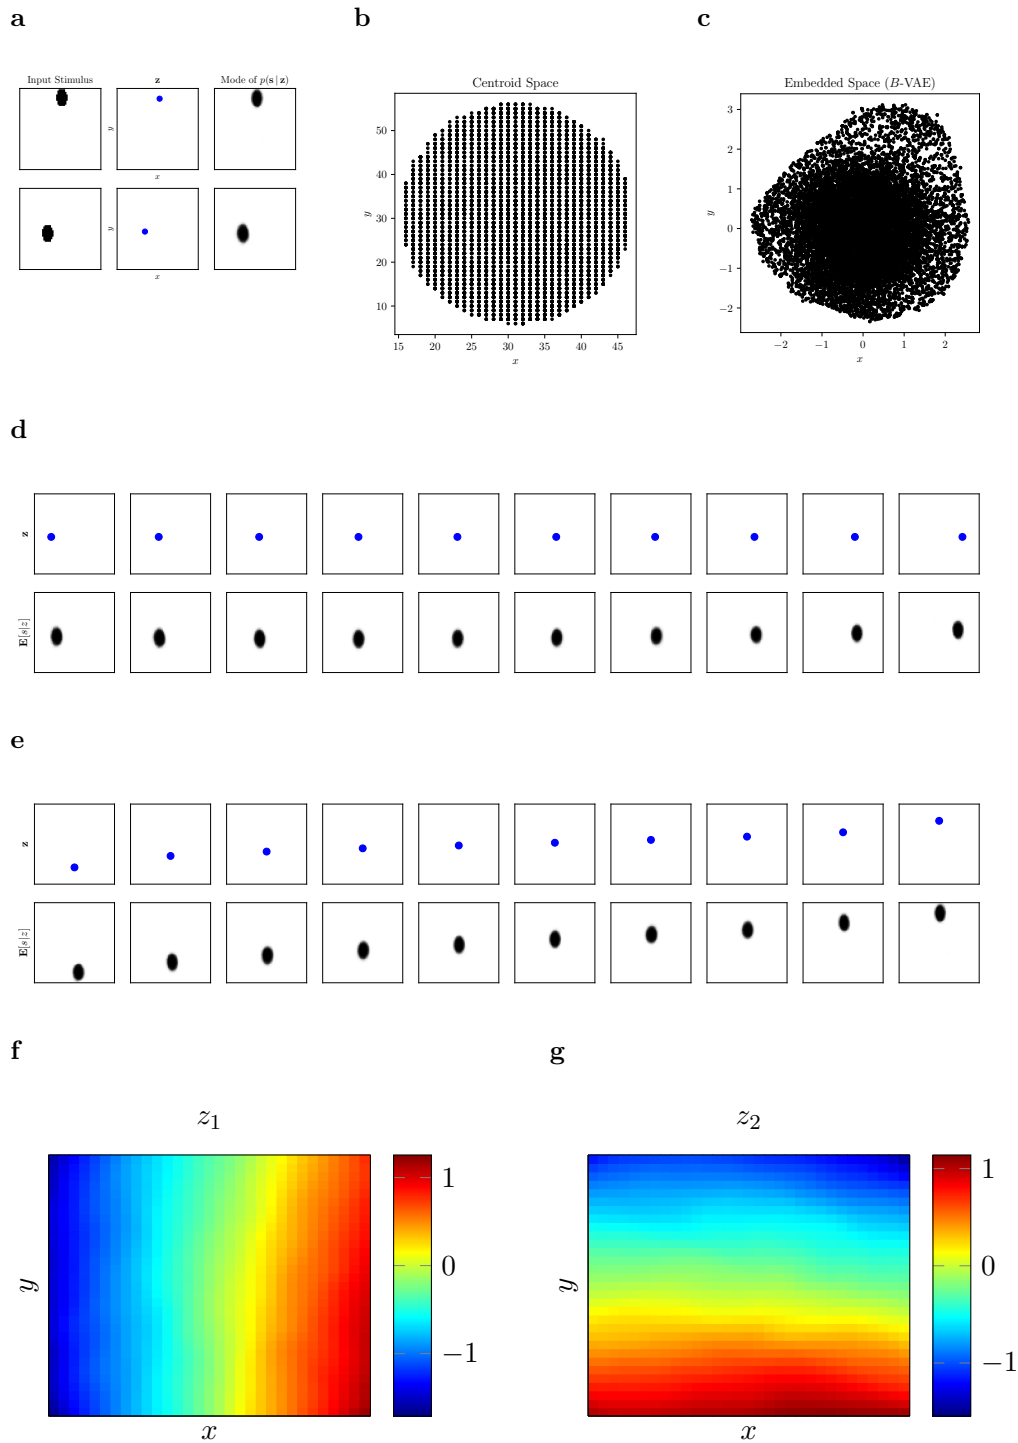 a
b
c
Input Stimulus
z
Mode of p(s | z)
y
x
y
x
Centroid Space
50
40
30
20
10
y
15 20 25 30 35 40 45
x
Embedded Space (B-VAE)
3
2
1
0
−1
−2
y
−2 −1 0 1 2
x
d
z
E[s|z]
e
z
E[s|z]
f
g
z₁
y
x
1
0
−1
z₂
y
x
1
0
−1